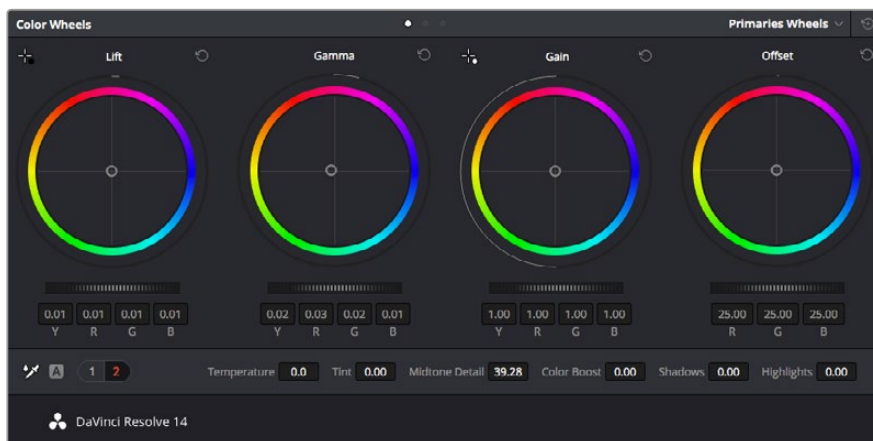 Color Wheels Primaries Wheels
Lift Gamma Gain Offset
0.01 0.01 0.01 0.01 0.02 0.03 0.02 0.01 1.00 1.00 1.00 1.00 25.00 25.00 25.00
Y R G B Y R G B Y R G B R G B
A 1 2 Temperature 0.0 Tint 0.00 Midtone Detail 39.28 Color Boost 0.00 Shadows 0.00 Highlights 0.00
DaVinci Resolve 14